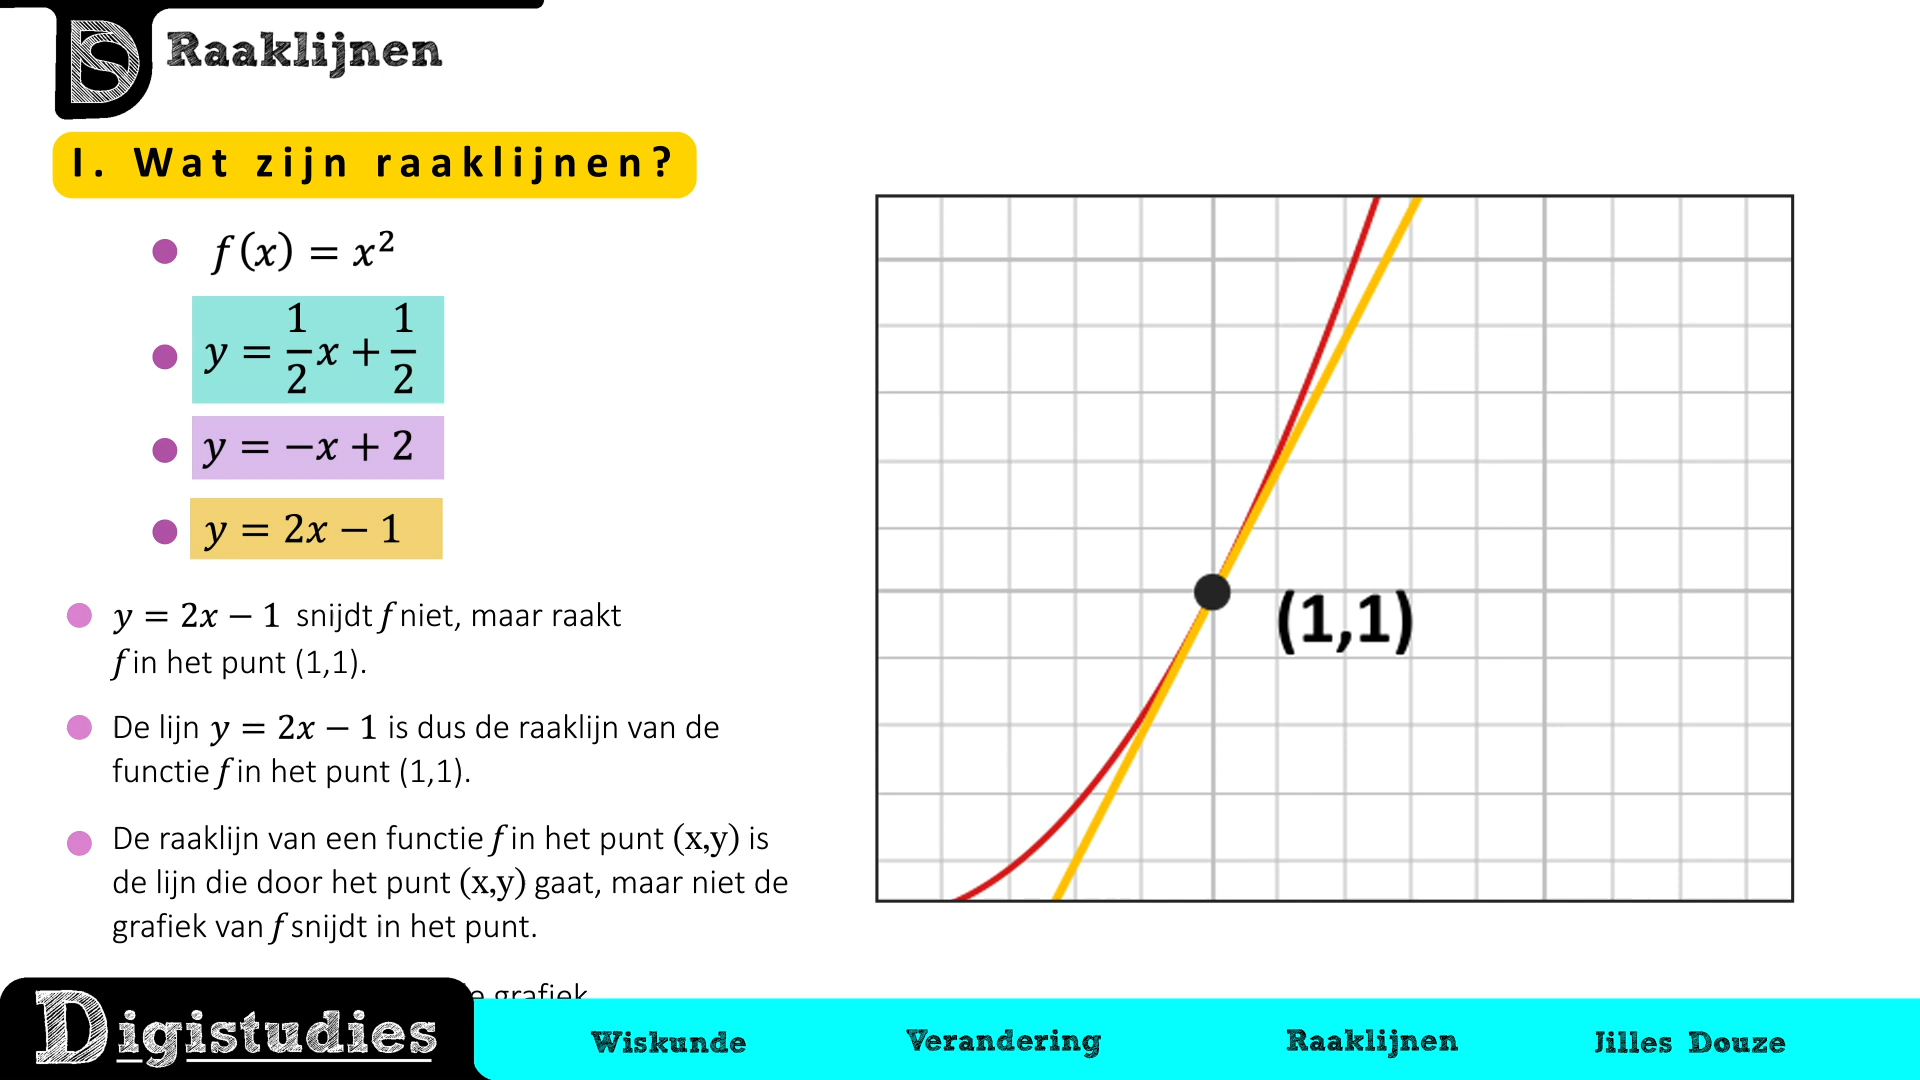 DS Raaklijnen
I. Wat zijn raaklijnen?
f(x) = x²
y = 1/2 x + 1/2
y = −x + 2
y = 2x − 1
y = 2x − 1 snijdt f niet, maar raakt
f in het punt (1,1).
De lijn y = 2x − 1 is dus de raaklijn van de
functie f in het punt (1,1).
De raaklijn van een functie f in het punt (x,y) is
de lijn die door het punt (x,y) gaat, maar niet de
grafiek van f snijdt in het punt.
grafiek
(1,1)
Digistudies
Wiskunde
Verandering
Raaklijnen
Jilles Douze